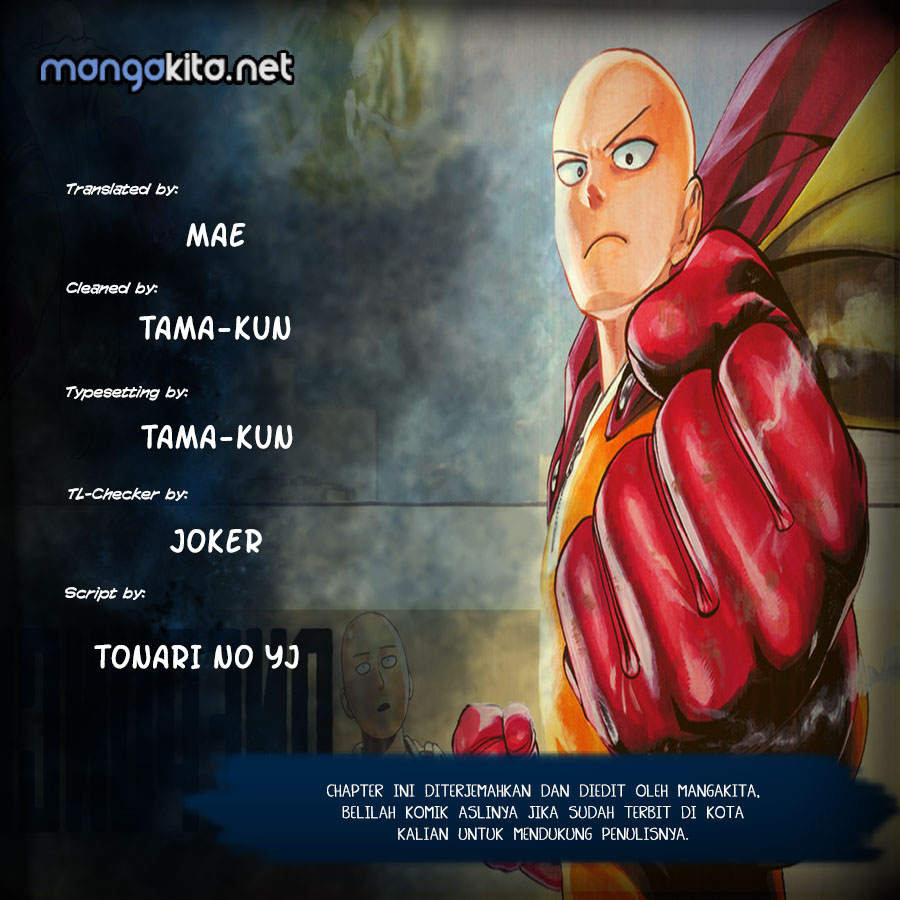 mangakita.net
Translated by:
MAE
Cleaned by:
TAMA-KUN
Typesetting by:
TAMA-KUN
TL-Checker by:
JOKER
Script by:
TONARI NO YJ
CHAPTER INI DITERJEMAHKAN DAN DIEDIT OLEH MANGAKITA,
BELILAH KOMIK ASLINYA JIKA SUDAH TERBIT DI KOTA
KALIAN UNTUK MENDUKUNG PENULISNYA.